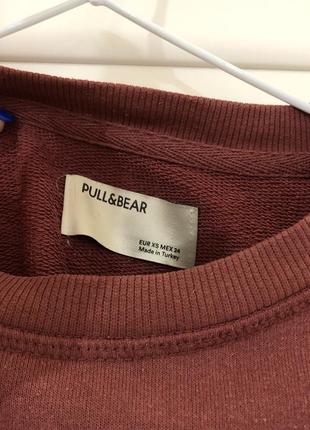 PULL&BEAR
EUR XS MEX 24
Made in Turkey